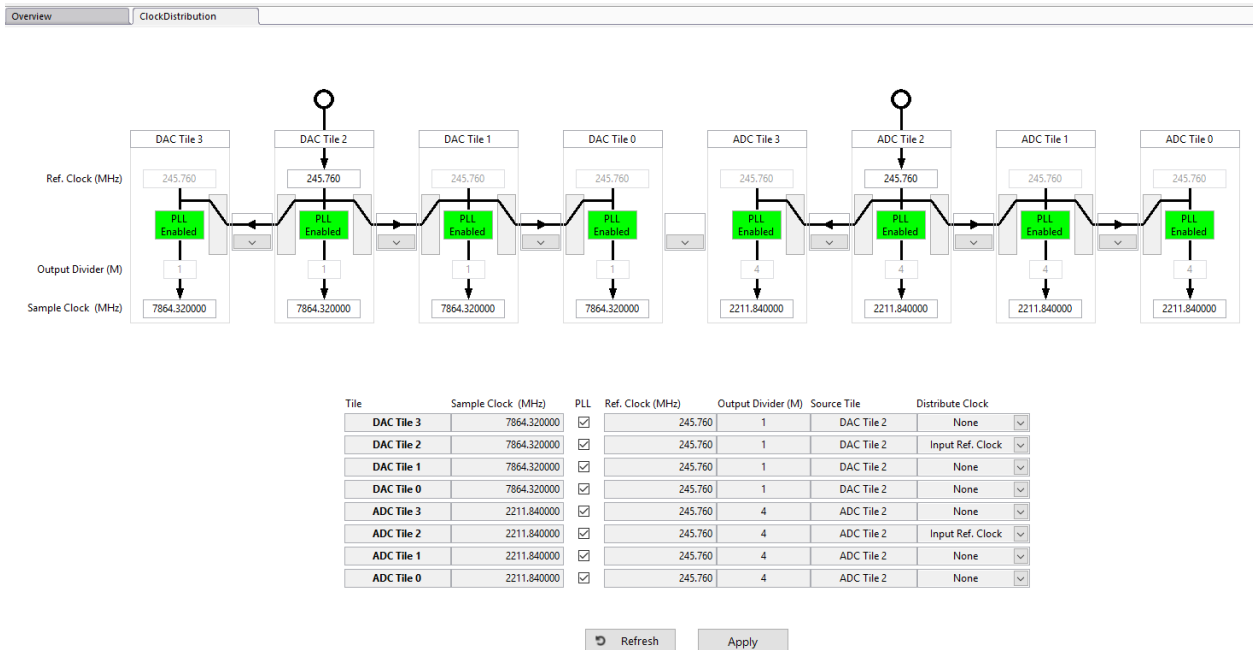 Overview ClockDistribution
DAC Tile 3 DAC Tile 2 DAC Tile 1 DAC Tile 0 ADC Tile 3 ADC Tile 2 ADC Tile 1 ADC Tile 0
Ref. Clock (MHz) 245.760 245.760 245.760 245.760 245.760 245.760 245.760 245.760
PLL PLL PLL PLL PLL PLL PLL PLL
Enabled Enabled Enabled Enabled Enabled Enabled Enabled Enabled
Output Divider (M) 1 1 1 1 4 4 4 4
Sample Clock (MHz) 7864.320000 7864.320000 7864.320000 7864.320000 2211.840000 2211.840000 2211.840000 2211.840000
Tile Sample Clock (MHz) PLL Ref. Clock (MHz) Output Divider (M) Source Tile Distribute Clock
DAC Tile 3 7864.320000 245.760 1 DAC Tile 2 None
DAC Tile 2 7864.320000 245.760 1 DAC Tile 2 Input Ref. Clock
DAC Tile 1 7864.320000 245.760 1 DAC Tile 2 None
DAC Tile 0 7864.320000 245.760 1 DAC Tile 2 None
ADC Tile 3 2211.840000 245.760 4 ADC Tile 2 None
ADC Tile 2 2211.840000 245.760 4 ADC Tile 2 Input Ref. Clock
ADC Tile 1 2211.840000 245.760 4 ADC Tile 2 None
ADC Tile 0 2211.840000 245.760 4 ADC Tile 2 None
Refresh Apply